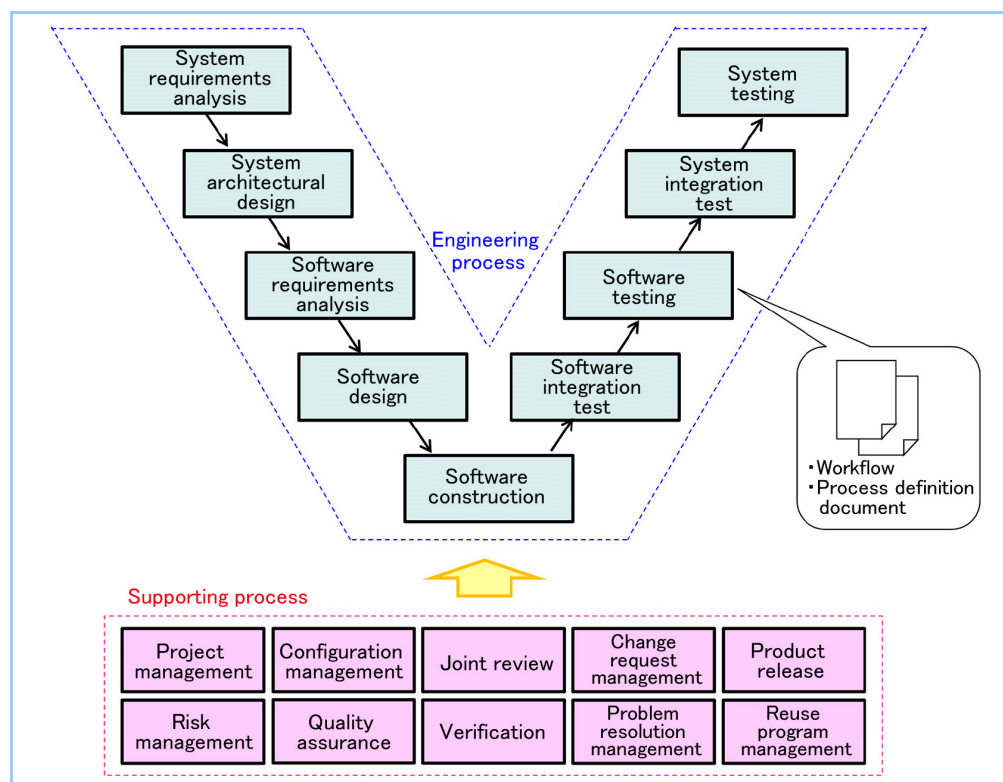 System
requirements
analysis
System
architectural
design
Software
requirements
analysis
Software
design
Software
construction
Software
integration
test
Software
testing
System
integration
test
System
testing
Engineering
process
・Workflow
・Process definition
document
Supporting process
Project
management
Configuration
management
Joint review
Change
request
management
Product
release
Risk
management
Quality
assurance
Verification
Problem
resolution
management
Reuse
program
management